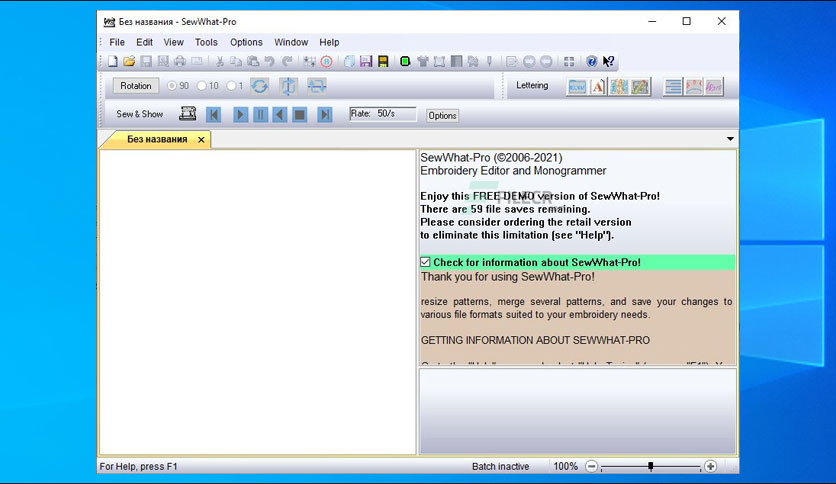 Без названия - SewWhat-Pro
File Edit View Tools Options Window Help
Rotation 90 10 1 Lettering
Sew & Show Rate: 50/s Options
Без названия
SewWhat-Pro (©2006-2021)
Embroidery Editor and Monogrammer
Enjoy this FREE DEMO version of SewWhat-Pro!
There are 59 file saves remaining.
Please consider ordering the retail version
to eliminate this limitation (see "Help").
FILECR
Check for information about SewWhat-Pro!
Thank you for using SewWhat-Pro!
resize patterns, merge several patterns, and save your changes to
various file formats suited to your embroidery needs.
GETTING INFORMATION ABOUT SEWWHAT-PRO
For Help, press F1 Batch inactive 100%